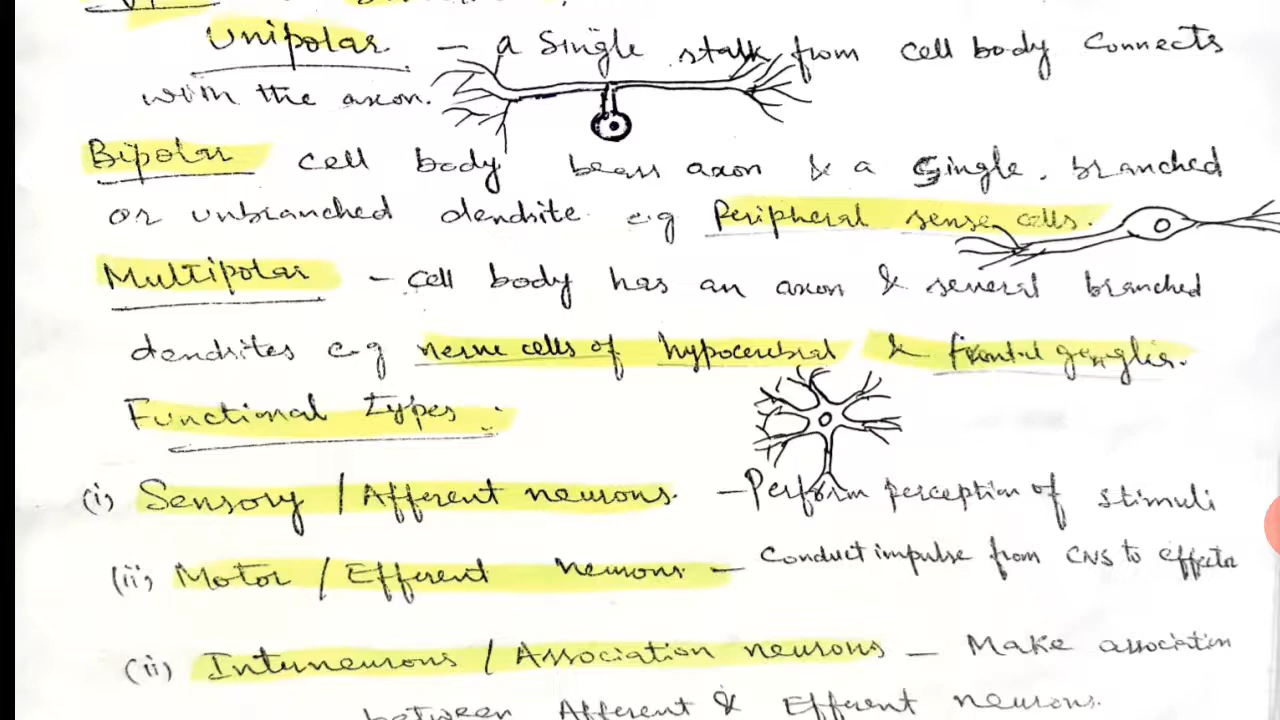 Unipolar - a Single stalk from cell body Connects
with the axon.
Bipolar cell body bears axon & a Single branched
or unbranched dendrite e.g Peripheral sense cells.
Multipolar - Cell body has an axon & several branched
dendrites e.g nerve cells of hypocerebral & frontal ganglia.
Functional Types :
(i) Sensory / Afferent neurons. - Perform perception of stimuli
(ii) Motor / Efferent neurons - Conduct impulse from CNS to effector
(ii) Interneurons / Association neurons - Make association
between Afferent & Efferent neurons.